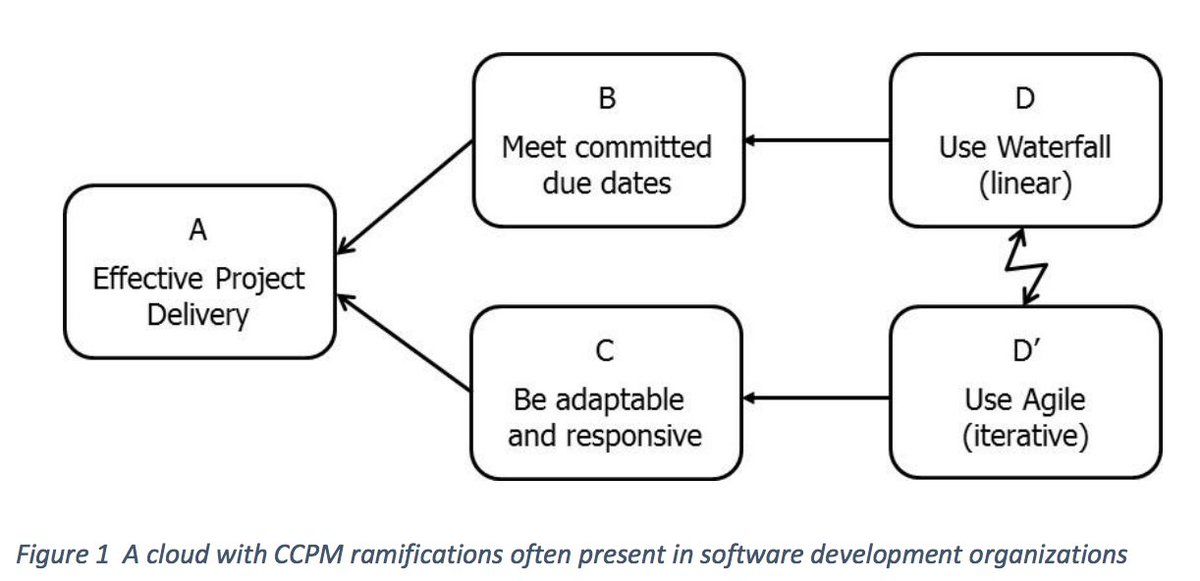 A
Effective Project
Delivery
B
Meet committed
due dates
D
Use Waterfall
(linear)
C
Be adaptable
and responsive
D′
Use Agile
(iterative)
Figure 1 A cloud with CCPM ramifications often present in software development organizations